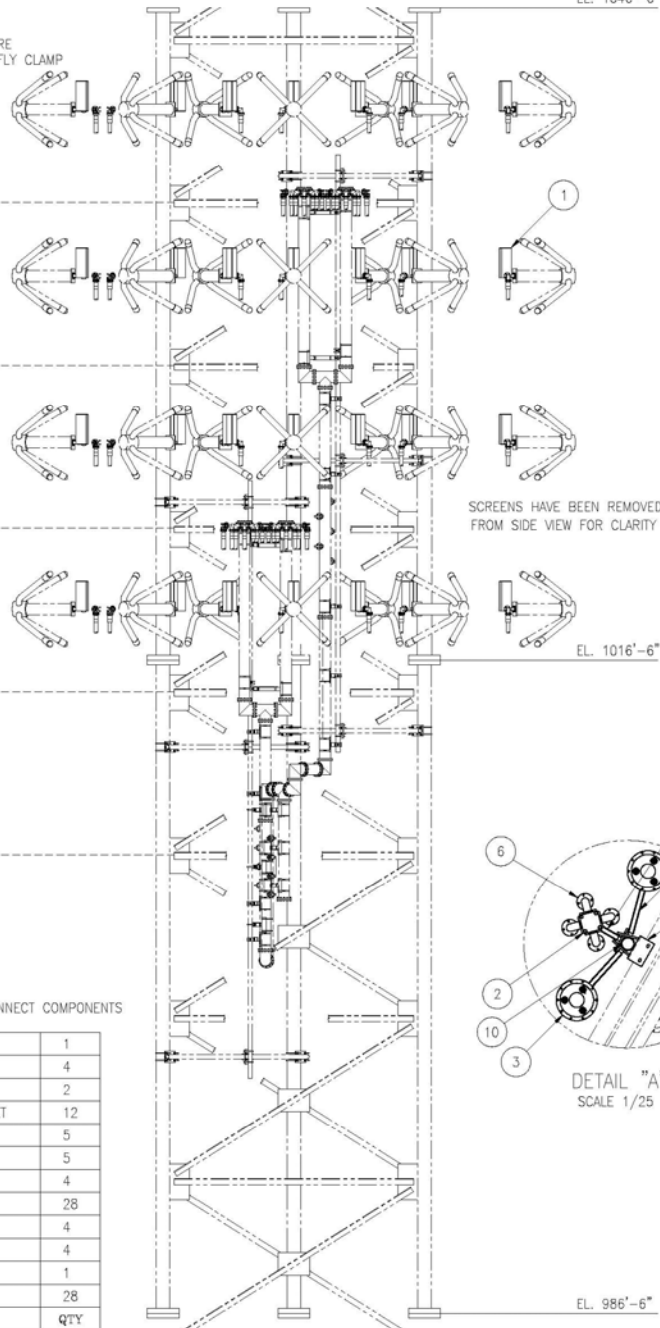 RE
FLY CLAMP
1
SCREENS HAVE BEEN REMOVED
FROM SIDE VIEW FOR CLARITY
EL. 1016'-6"
6
2
10
3
DETAIL "A"
SCALE 1/25
NNECT COMPONENTS
1
4
2
T 12
5
5
4
28
4
4
1
28
QTY
EL. 986'-6"